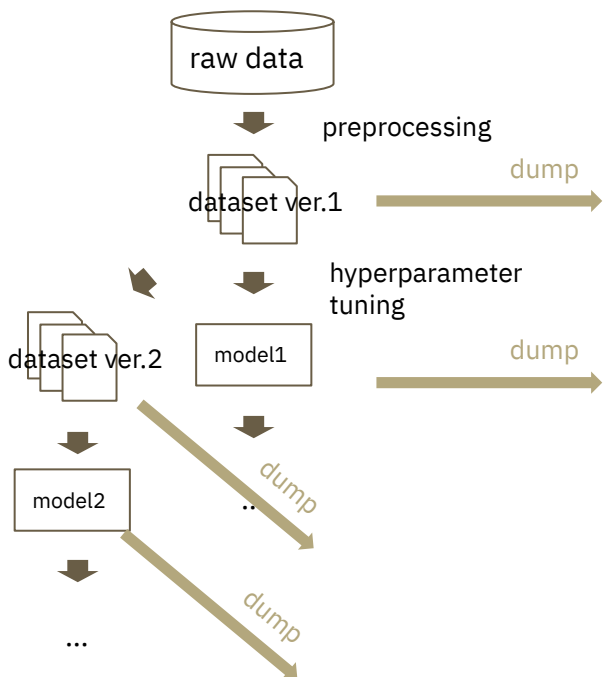 raw data
preprocessing
dump
dataset ver.1
hyperparameter
tuning
dump
model1
dataset ver.2
dump
model2
..
dump
...